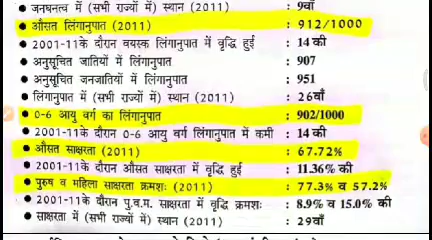 • जनघनत्व में (सभी राज्यों में) स्थान (2011) : 9वाँ
• औसत लिंगानुपात (2011) : 912/1000
• 2001-11के दौरान वयस्क लिंगानुपात में वृद्धि हुई : 14 की
• अनुसूचित जातियों में लिंगानुपात : 907
• अनुसूचित जनजातियों में लिंगानुपात : 951
• लिंगानुपात में (सभी राज्यों में) स्थान (2011) : 26वाँ
• 0-6 आयु वर्ग का लिंगानुपात : 902/1000
• 2001-11के दौरान 0-6 आयु वर्ग लिंगानुपात में कमी : 14 की
• औसत साक्षरता (2011) : 67.72%
• 2001-11के दौरान औसत साक्षरता में वृद्धि हुई : 11.36% की
• पुरुष व महिला साक्षरता क्रमशः (2011) : 77.3% व 57.2%
• 2001-11के दौरान पु.व.म. साक्षरता में वृद्धि क्रमशः : 8.9% व 15.0% की
• साक्षरता में (सभी राज्यों में) स्थान (2011) : 29वाँ